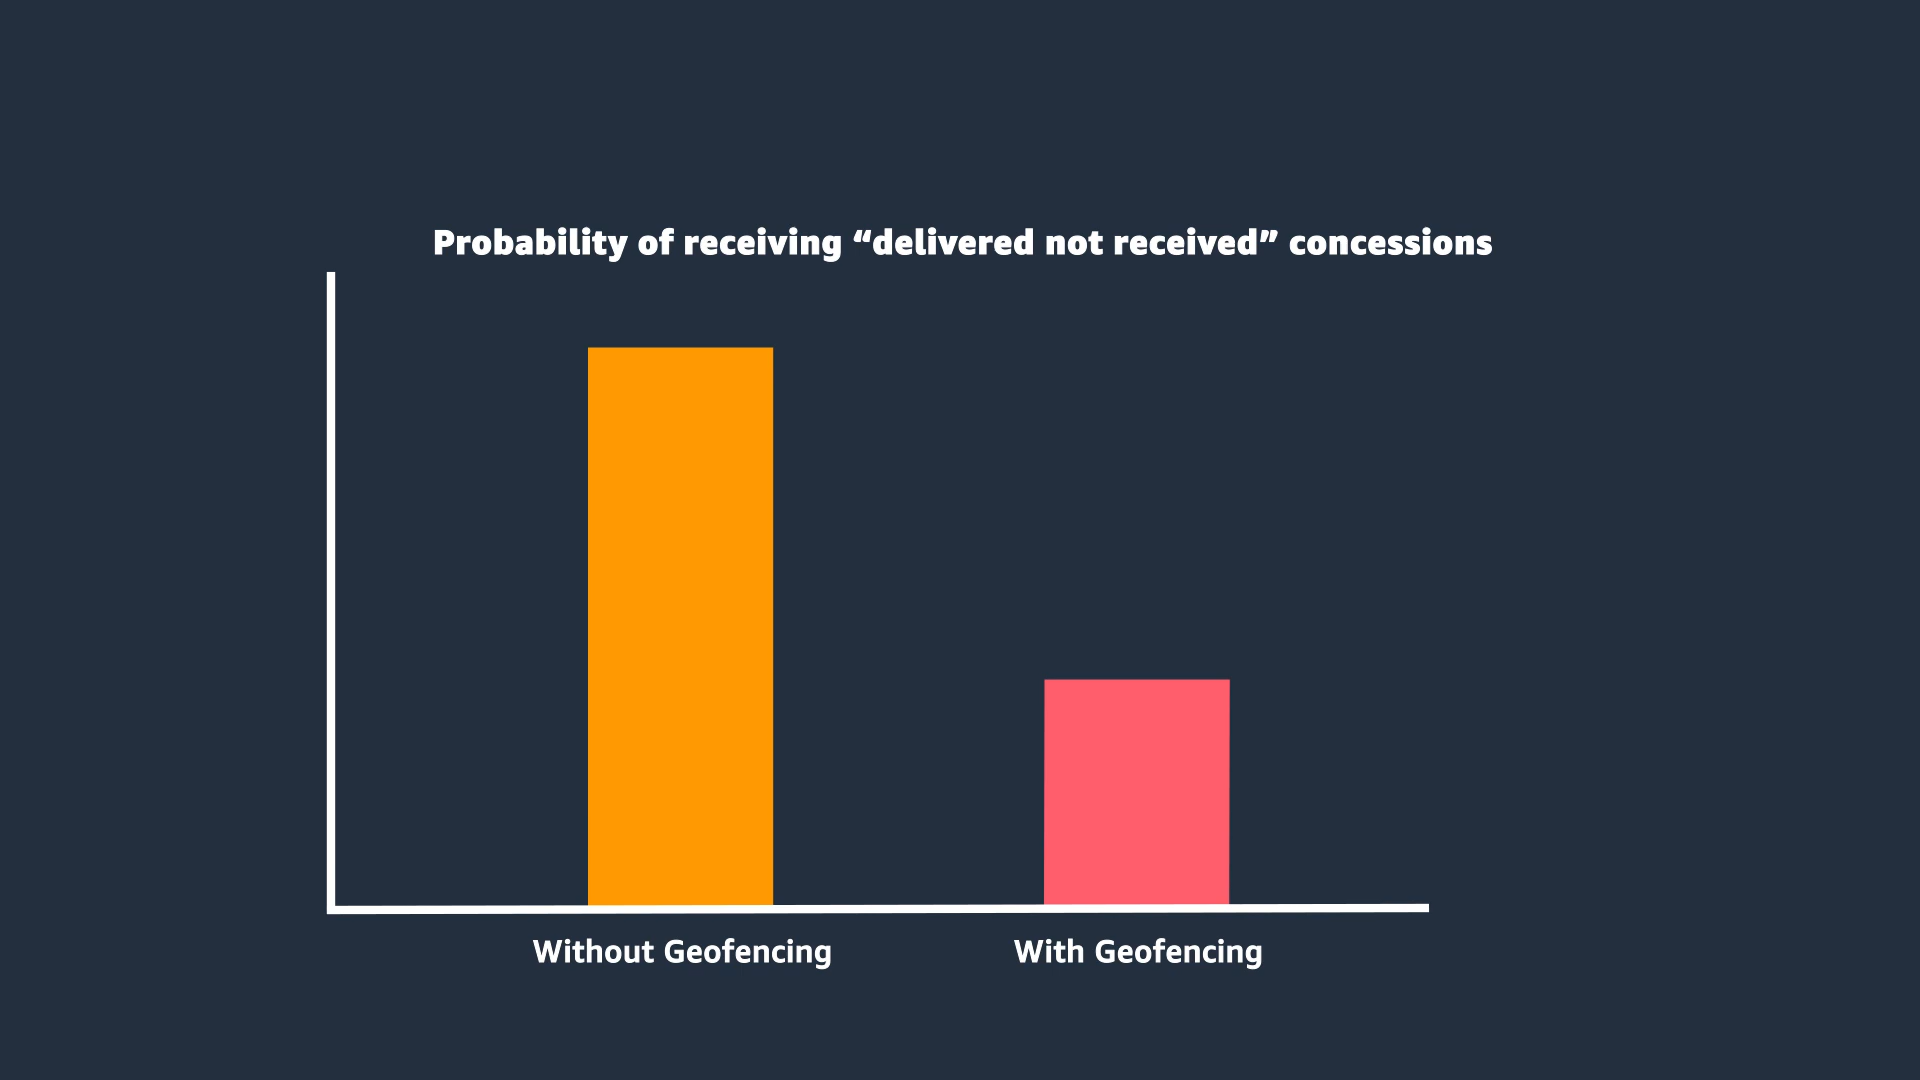 Probability of receiving “delivered not received” concessions
Without Geofencing
With Geofencing